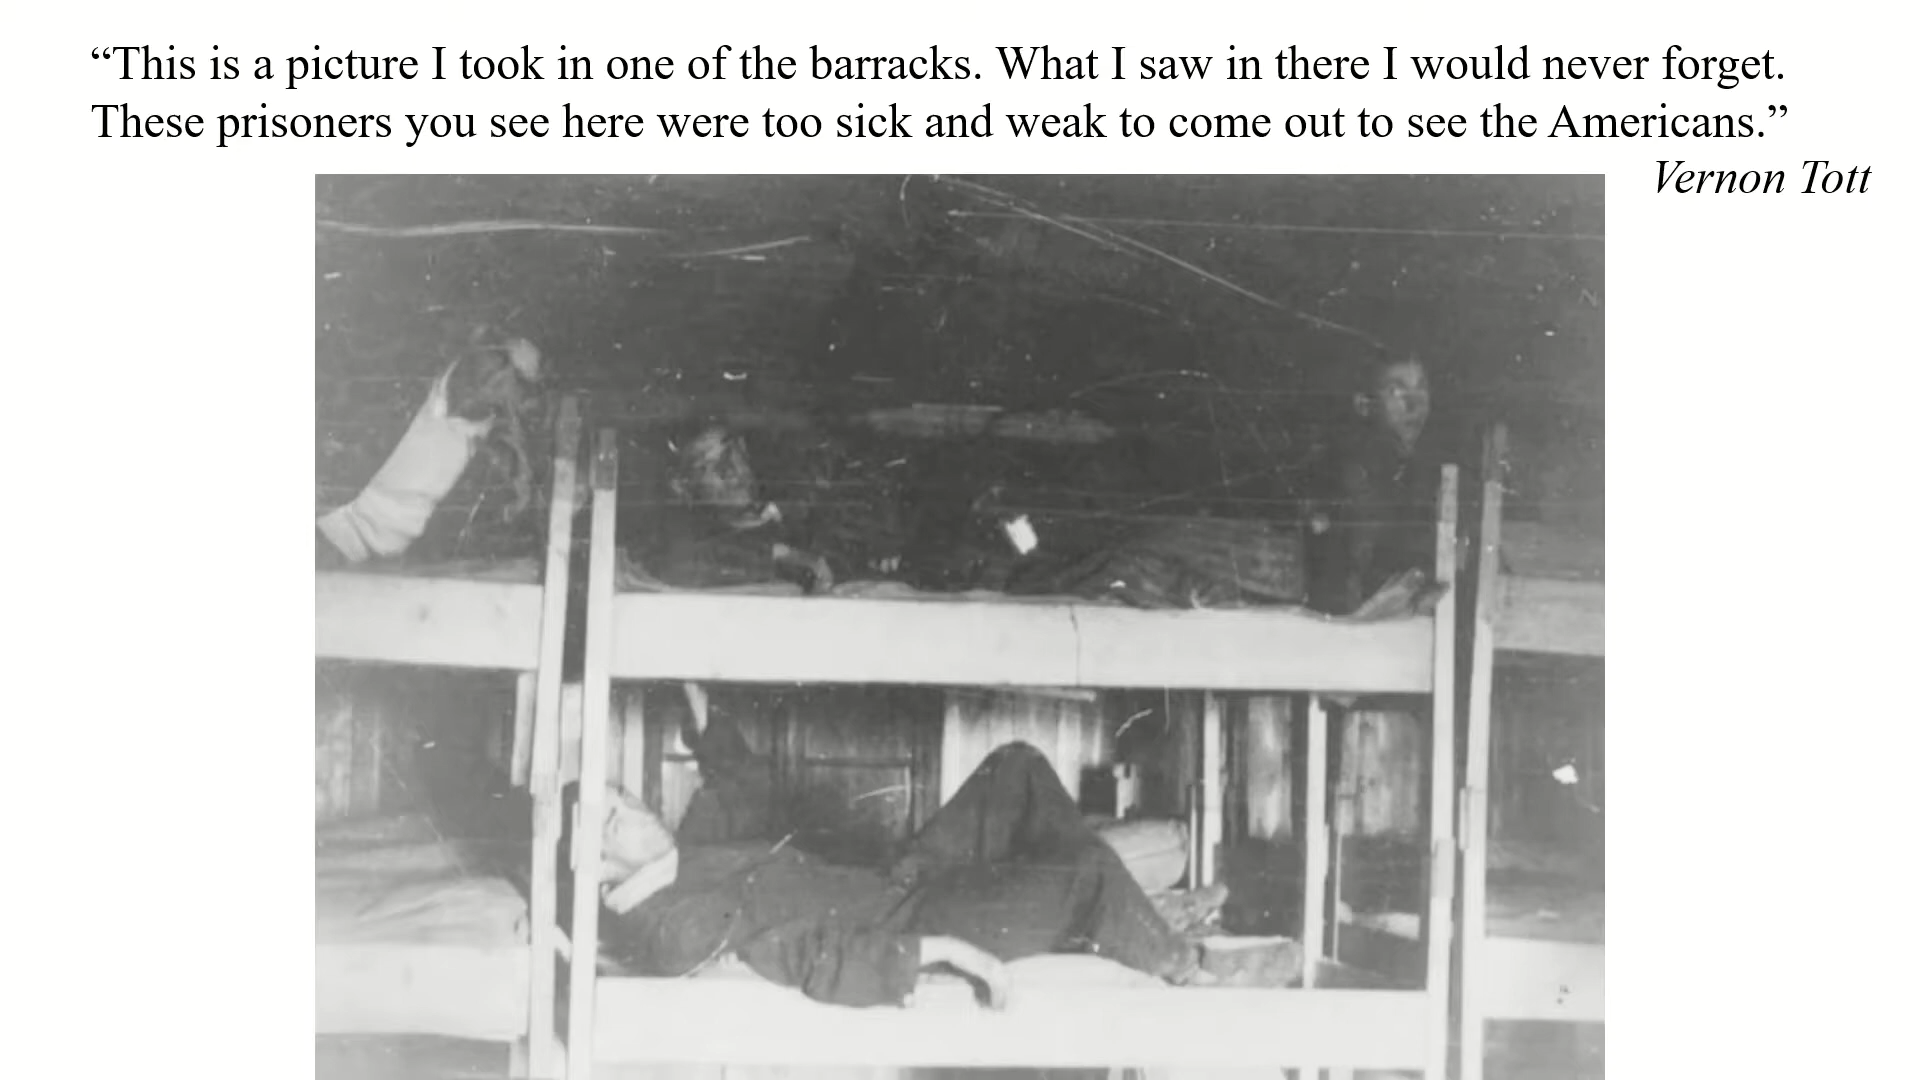 “This is a picture I took in one of the barracks. What I saw in there I would never forget.
These prisoners you see here were too sick and weak to come out to see the Americans.”
Vernon Tott